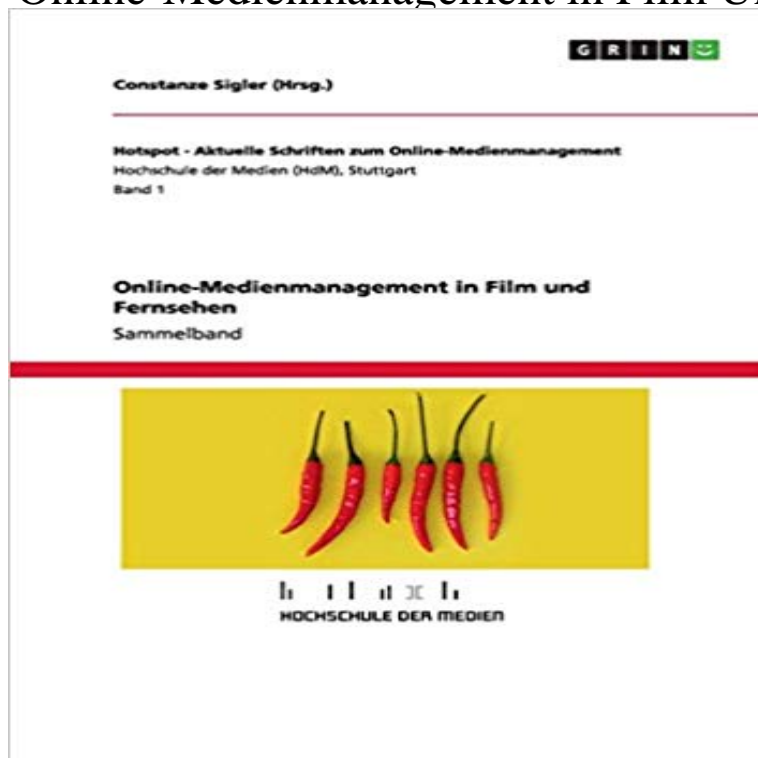 GRIN
Constanze Sigler (Hrsg.)
Hotspot - Aktuelle Schriften zum Online-Medienmanagement
Hochschule der Medien (HdM), Stuttgart
Band 1
Online-Medienmanagement in Film und
Fernsehen
Sammelband
HOCHSCHULE DER MEDIEN